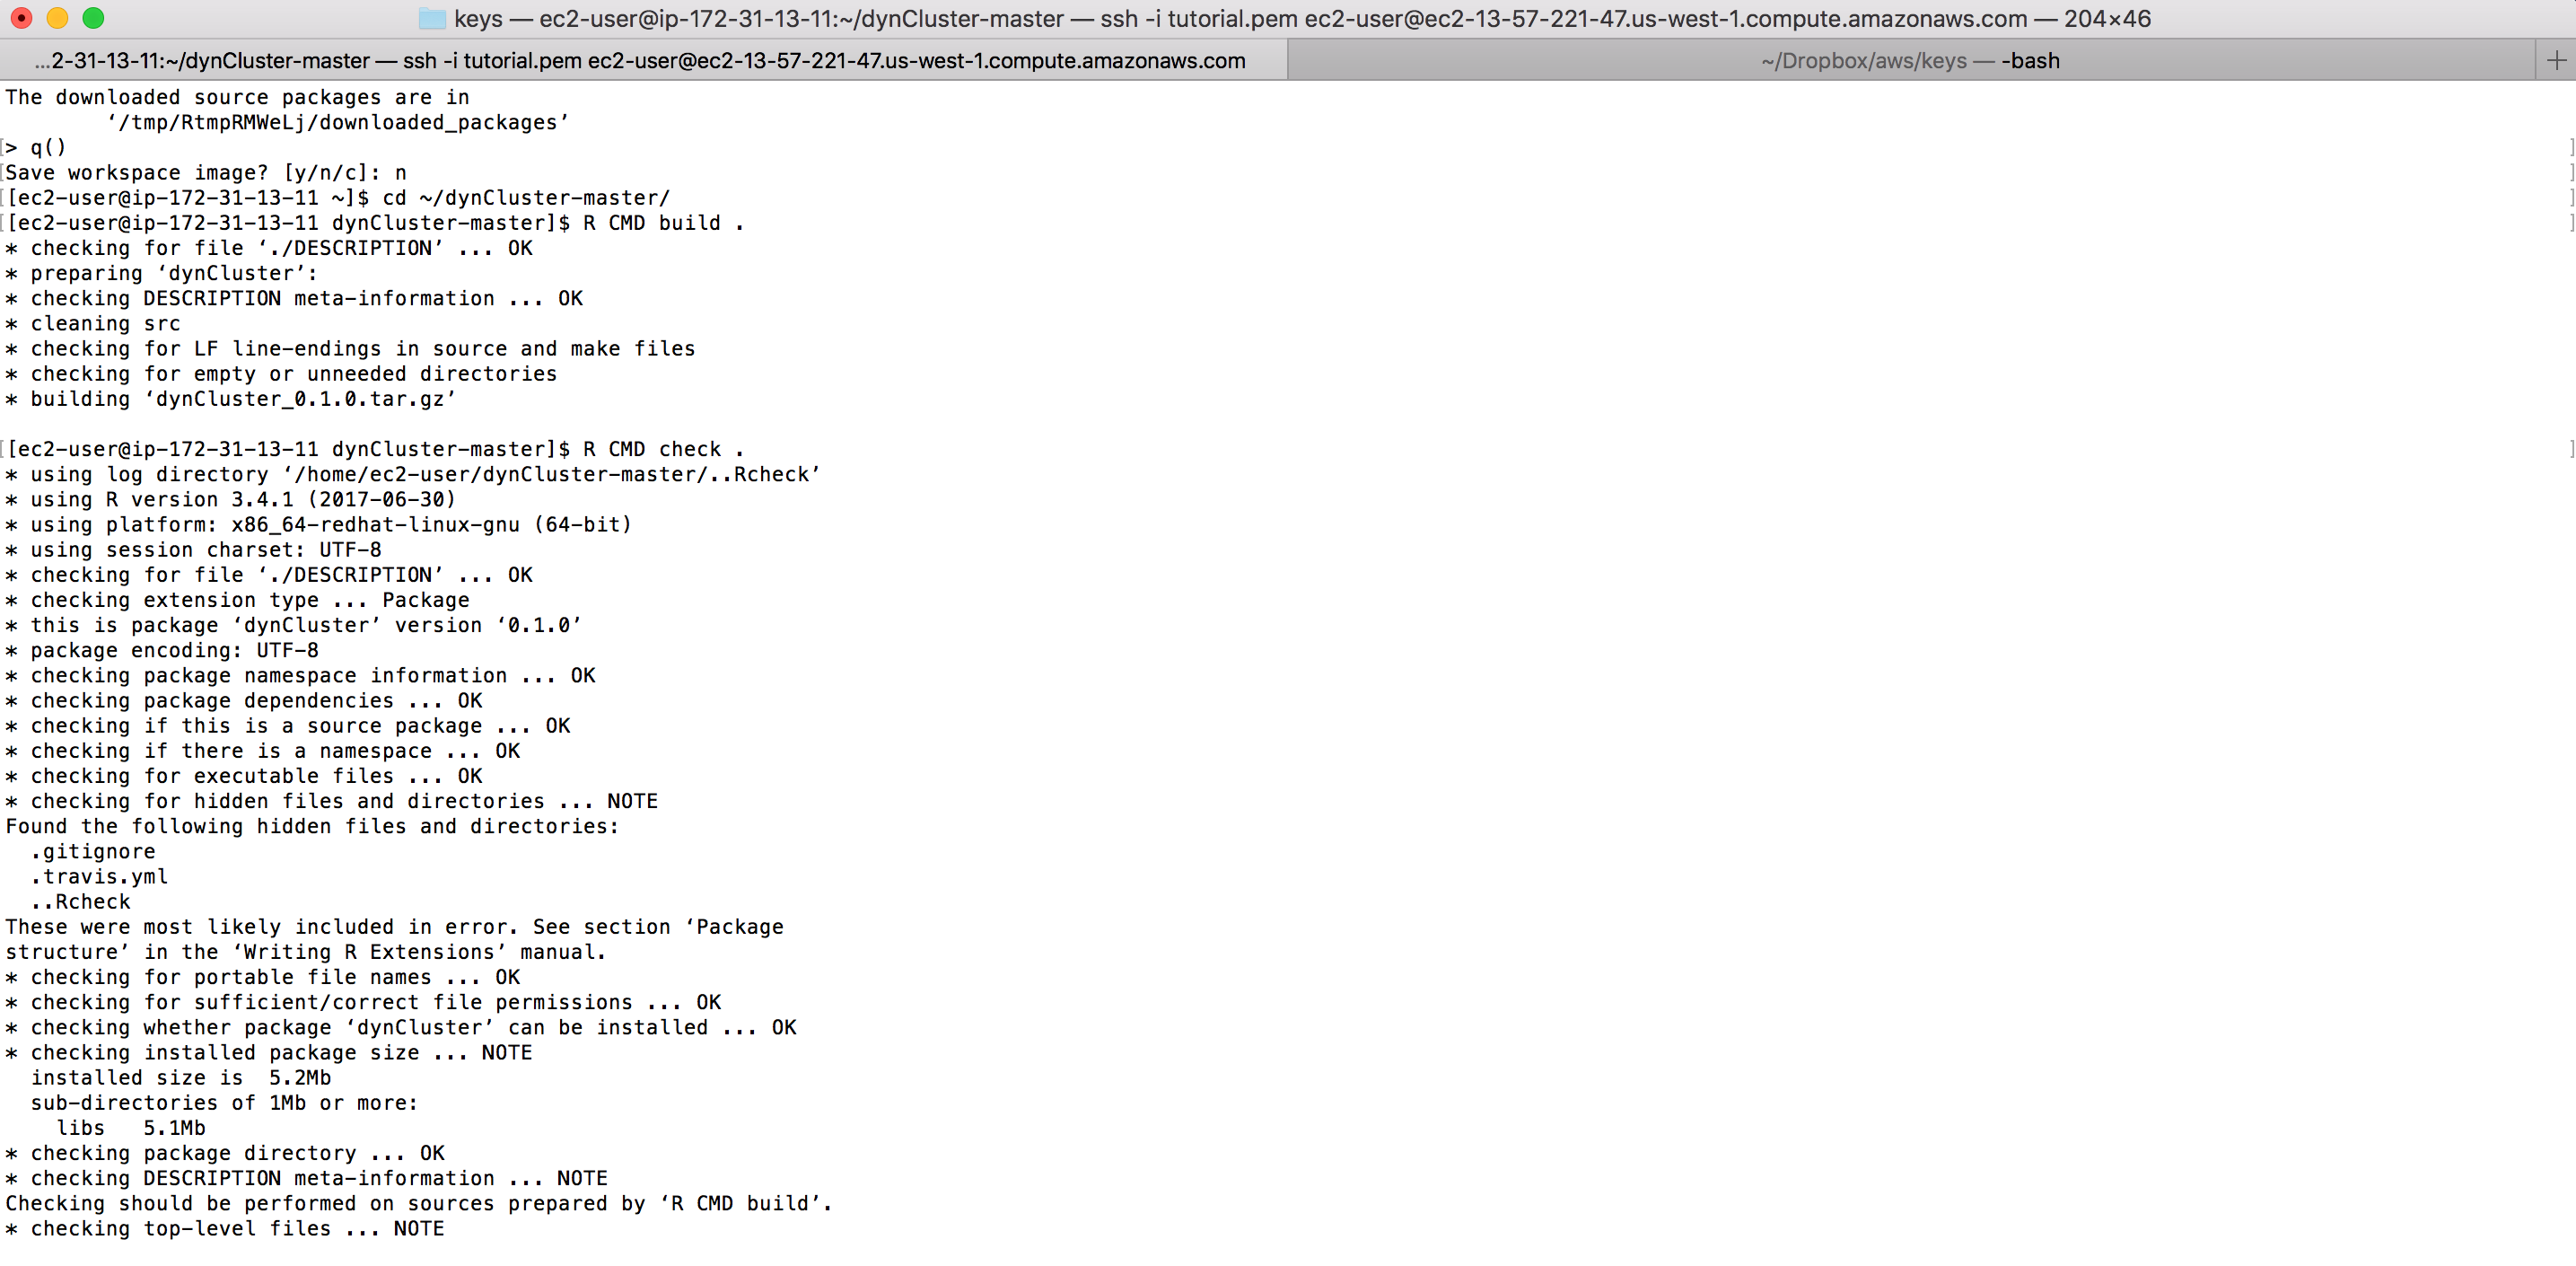 keys — ec2-user@ip-172-31-13-11:~/dynCluster-master — ssh -i tutorial.pem ec2-user@ec2-13-57-221-47.us-west-1.compute.amazonaws.com — 204×46
...2-31-13-11:~/dynCluster-master — ssh -i tutorial.pem ec2-user@ec2-13-57-221-47.us-west-1.compute.amazonaws.com
~/Dropbox/aws/keys — -bash
The downloaded source packages are in
        ‘/tmp/RtmpRMWeLj/downloaded_packages’
[> q() ]
[Save workspace image? [y/n/c]: n ]
[[ec2-user@ip-172-31-13-11 ~]$ cd ~/dynCluster-master/ ]
[[ec2-user@ip-172-31-13-11 dynCluster-master]$ R CMD build . ]
* checking for file ‘./DESCRIPTION’ ... OK
* preparing ‘dynCluster’:
* checking DESCRIPTION meta-information ... OK
* cleaning src
* checking for LF line-endings in source and make files
* checking for empty or unneeded directories
* building ‘dynCluster_0.1.0.tar.gz’
[[ec2-user@ip-172-31-13-11 dynCluster-master]$ R CMD check . ]
* using log directory ‘/home/ec2-user/dynCluster-master/..Rcheck’
* using R version 3.4.1 (2017-06-30)
* using platform: x86_64-redhat-linux-gnu (64-bit)
* using session charset: UTF-8
* checking for file ‘./DESCRIPTION’ ... OK
* checking extension type ... Package
* this is package ‘dynCluster’ version ‘0.1.0’
* package encoding: UTF-8
* checking package namespace information ... OK
* checking package dependencies ... OK
* checking if this is a source package ... OK
* checking if there is a namespace ... OK
* checking for executable files ... OK
* checking for hidden files and directories ... NOTE
Found the following hidden files and directories:
  .gitignore
  .travis.yml
  ..Rcheck
These were most likely included in error. See section ‘Package
structure’ in the ‘Writing R Extensions’ manual.
* checking for portable file names ... OK
* checking for sufficient/correct file permissions ... OK
* checking whether package ‘dynCluster’ can be installed ... OK
* checking installed package size ... NOTE
  installed size is  5.2Mb
  sub-directories of 1Mb or more:
    libs   5.1Mb
* checking package directory ... OK
* checking DESCRIPTION meta-information ... NOTE
Checking should be performed on sources prepared by ‘R CMD build’.
* checking top-level files ... NOTE